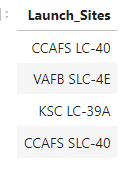 :
Launch_Sites
CCAFS LC-40
VAFB SLC-4E
KSC LC-39A
CCAFS SLC-40